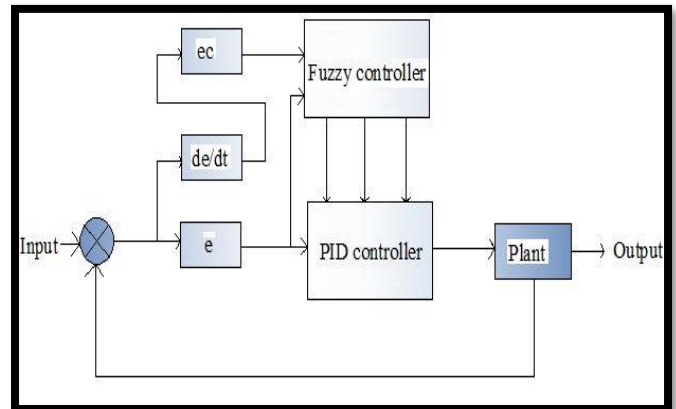 ec
Fuzzy controller
de/dt
Input
e
PID controller
Plant
Output